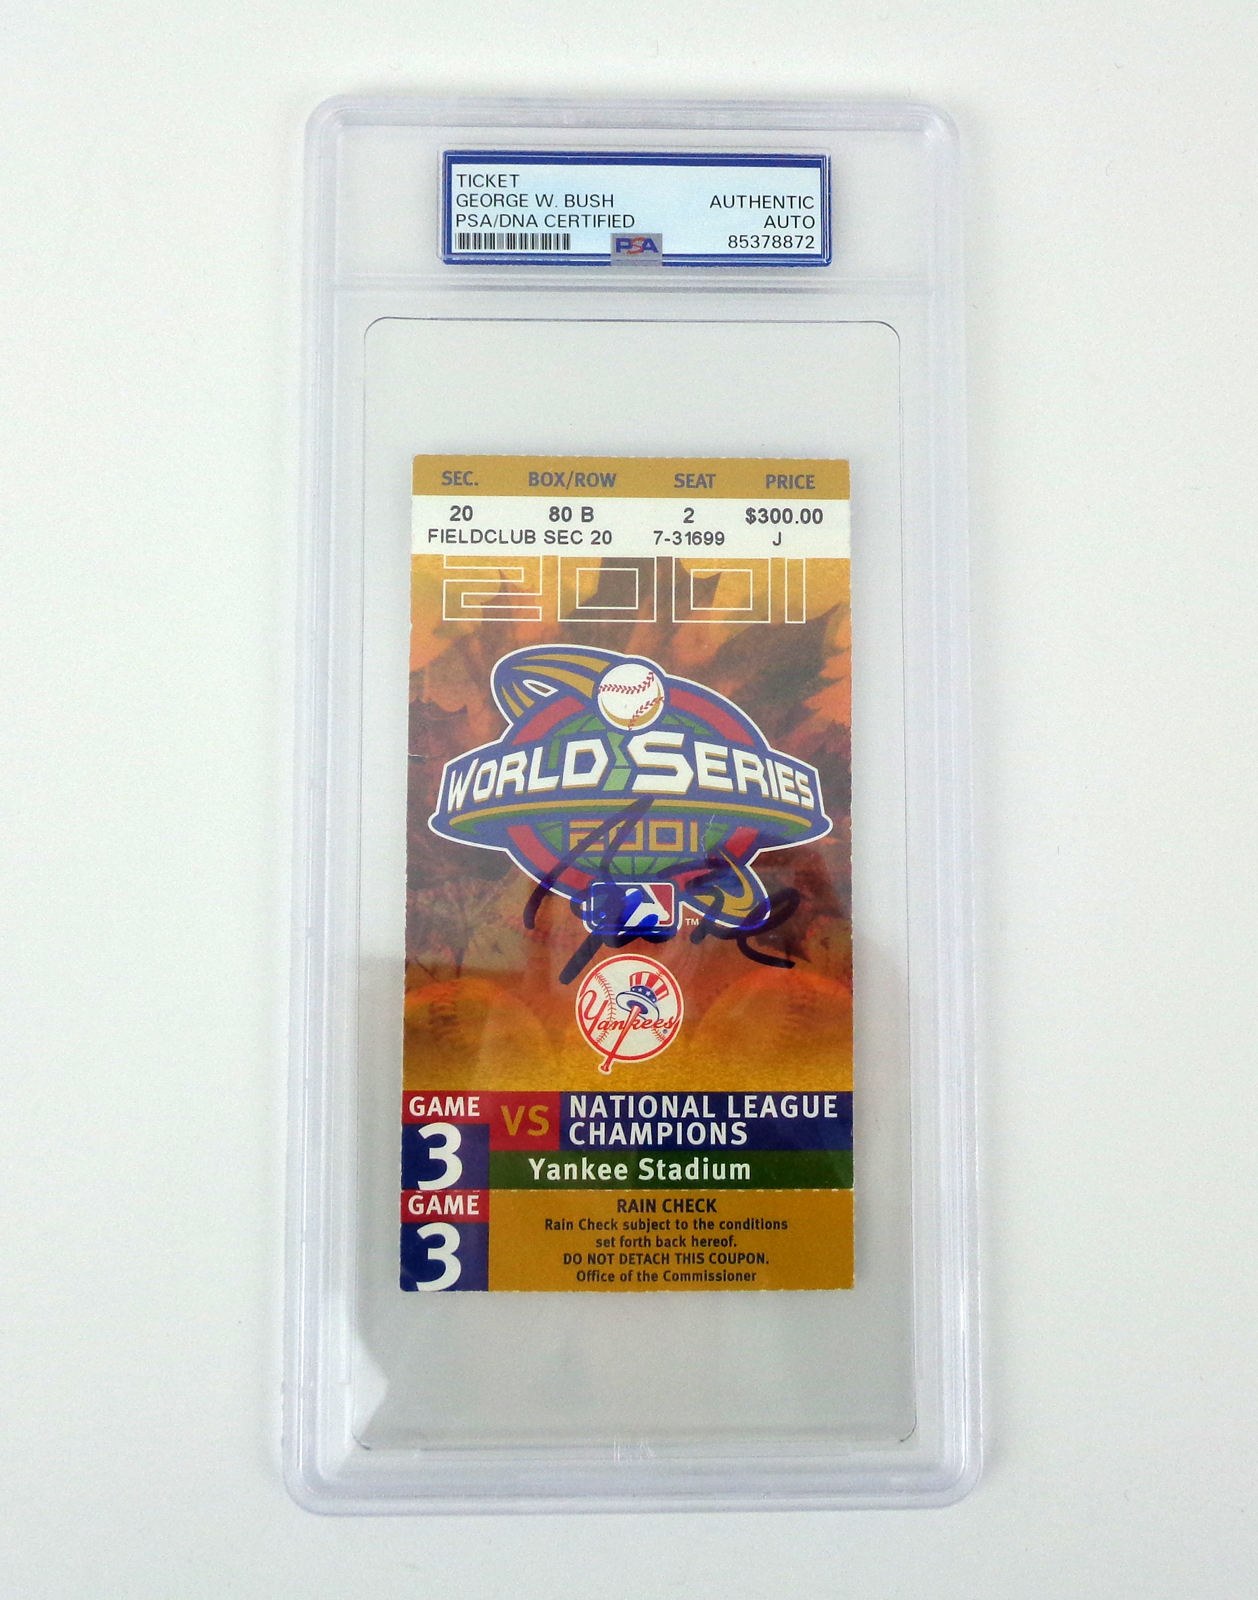 TICKET
GEORGE W. BUSH
PSA/DNA CERTIFIED
AUTHENTIC
AUTO
85378872
PSA
SEC. BOX/ROW SEAT PRICE
20 80 B 2 $300.00
FIELDCLUB SEC 20 7-31699 J
2001
WORLD SERIES
2001
TM
Yankees
GAME
3
VS
NATIONAL LEAGUE
CHAMPIONS
Yankee Stadium
GAME
3
RAIN CHECK
Rain Check subject to the conditions
set forth back hereof.
DO NOT DETACH THIS COUPON.
Office of the Commissioner